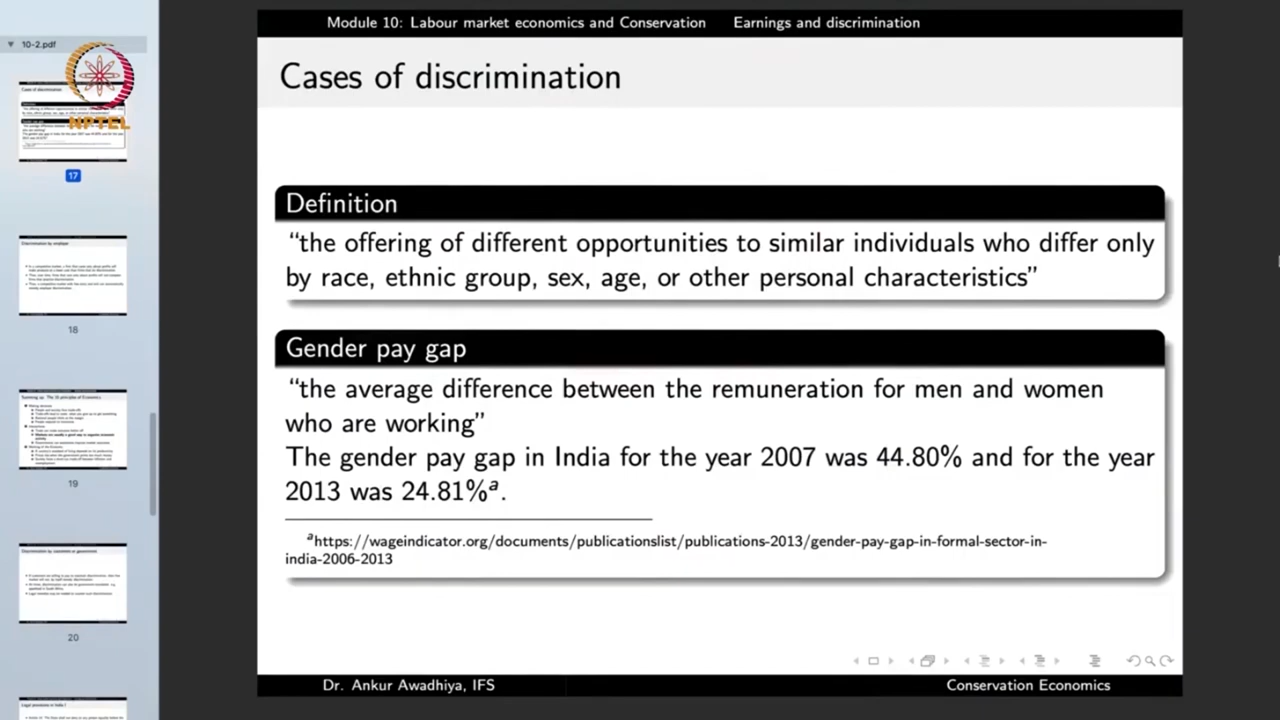 Module 10: Labour market economics and Conservation Earnings and discrimination
10-2.pdf
NPTEL
17
18
19
20
Cases of discrimination
Definition
“the offering of different opportunities to similar individuals who differ only
by race, ethnic group, sex, age, or other personal characteristics”
Gender pay gap
“the average difference between the remuneration for men and women
who are working”
The gender pay gap in India for the year 2007 was 44.80% and for the year
2013 was 24.81%a.
ahttps://wageindicator.org/documents/publicationslist/publications-2013/gender-pay-gap-in-formal-sector-in-
india-2006-2013
Dr. Ankur Awadhiya, IFS Conservation Economics